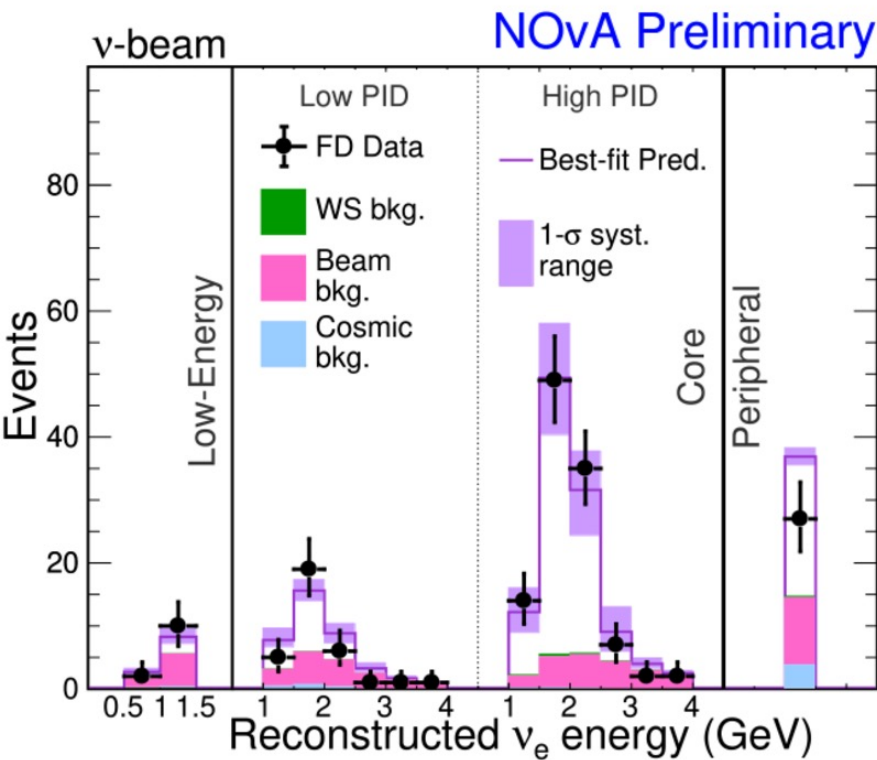 ν-beam
NOvA Preliminary
Low PID
High PID
FD Data
WS bkg.
Beam
bkg.
Cosmic
bkg.
Best-fit Pred.
1-σ syst.
range
Low-Energy
Core
Peripheral
Events
80
60
40
20
0
0.5 1 1.5
1 2 3 4
1 2 3 4
Reconstructed νe energy (GeV)